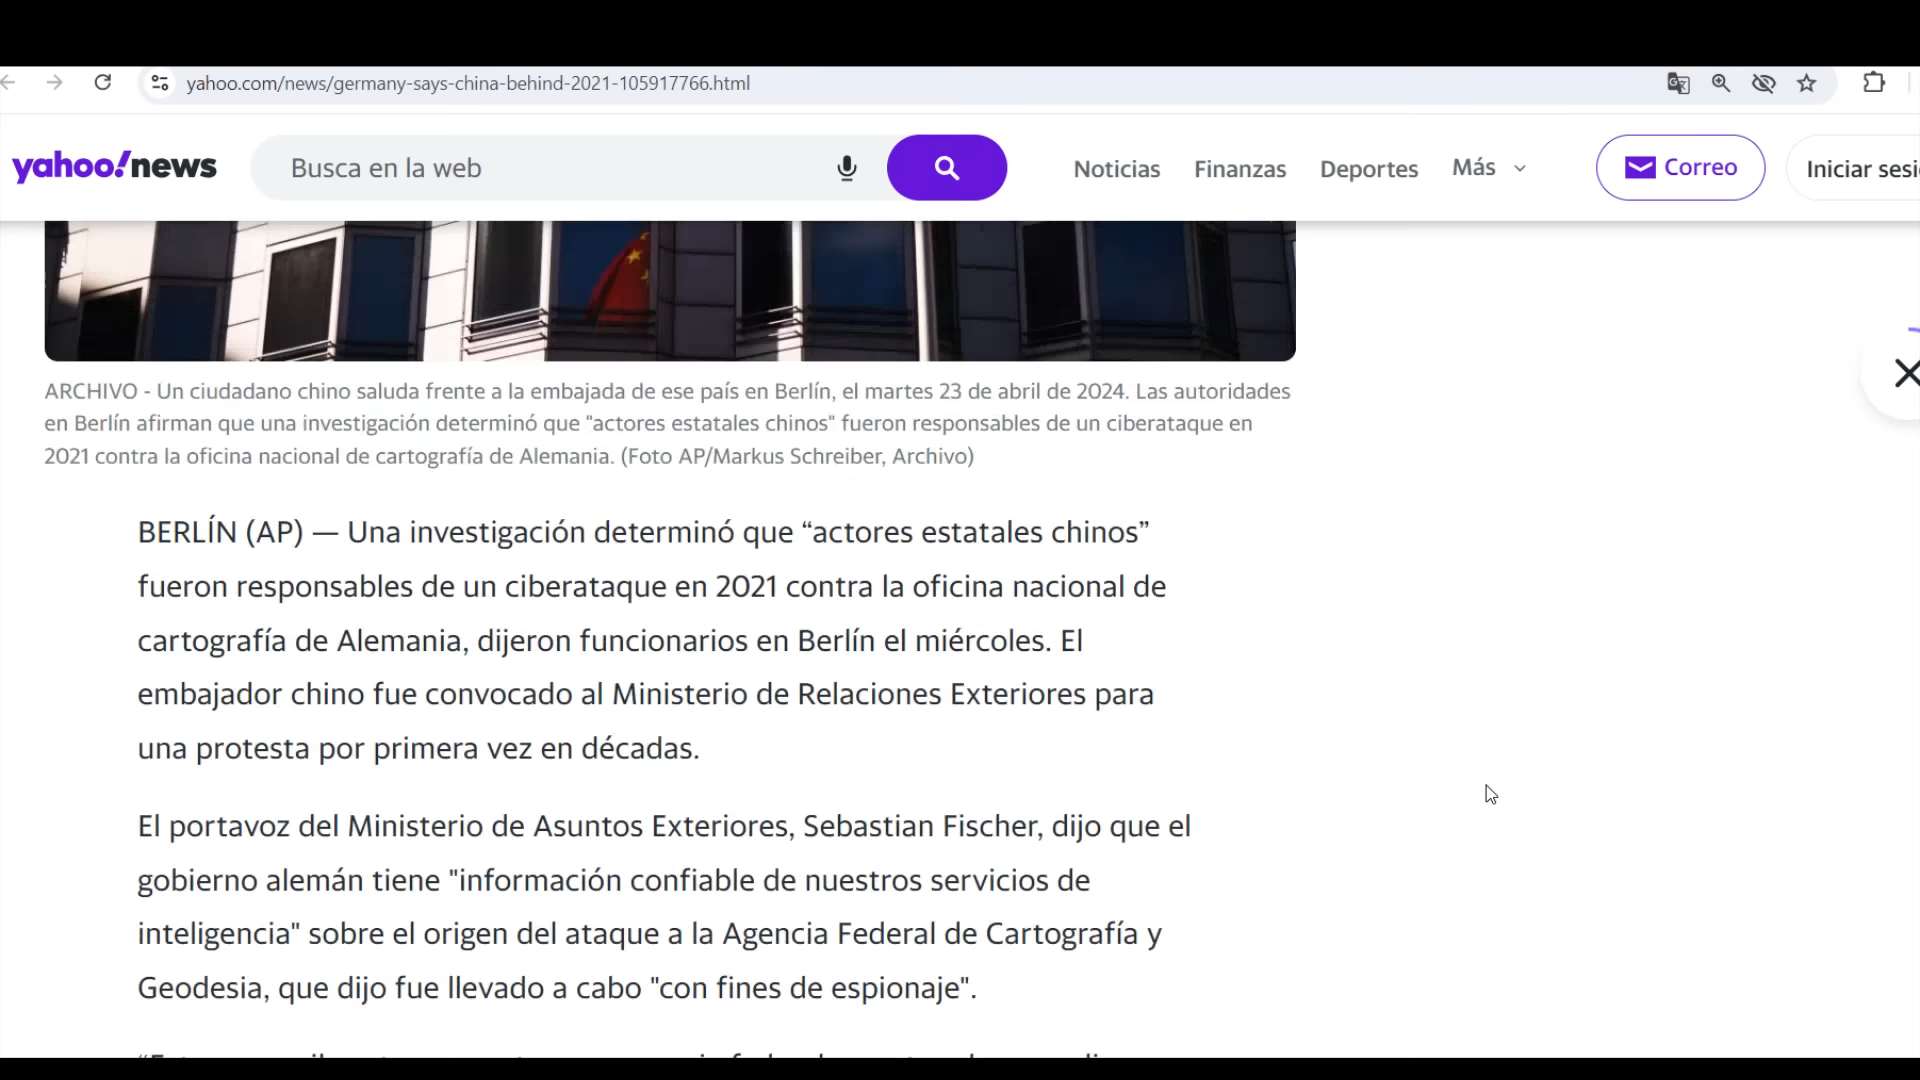 yahoo.com/news/germany-says-china-behind-2021-105917766.html
yahoo!news
Busca en la web
Noticias
Finanzas
Deportes
Más
Correo
Iniciar sesi
ARCHIVO - Un ciudadano chino saluda frente a la embajada de ese país en Berlín, el martes 23 de abril de 2024. Las autoridades
en Berlín afirman que una investigación determinó que "actores estatales chinos" fueron responsables de un ciberataque en
2021 contra la oficina nacional de cartografía de Alemania. (Foto AP/Markus Schreiber, Archivo)
BERLÍN (AP) — Una investigación determinó que “actores estatales chinos”
fueron responsables de un ciberataque en 2021 contra la oficina nacional de
cartografía de Alemania, dijeron funcionarios en Berlín el miércoles. El
embajador chino fue convocado al Ministerio de Relaciones Exteriores para
una protesta por primera vez en décadas.
El portavoz del Ministerio de Asuntos Exteriores, Sebastian Fischer, dijo que el
gobierno alemán tiene "información confiable de nuestros servicios de
inteligencia" sobre el origen del ataque a la Agencia Federal de Cartografía y
Geodesia, que dijo fue llevado a cabo "con fines de espionaje".